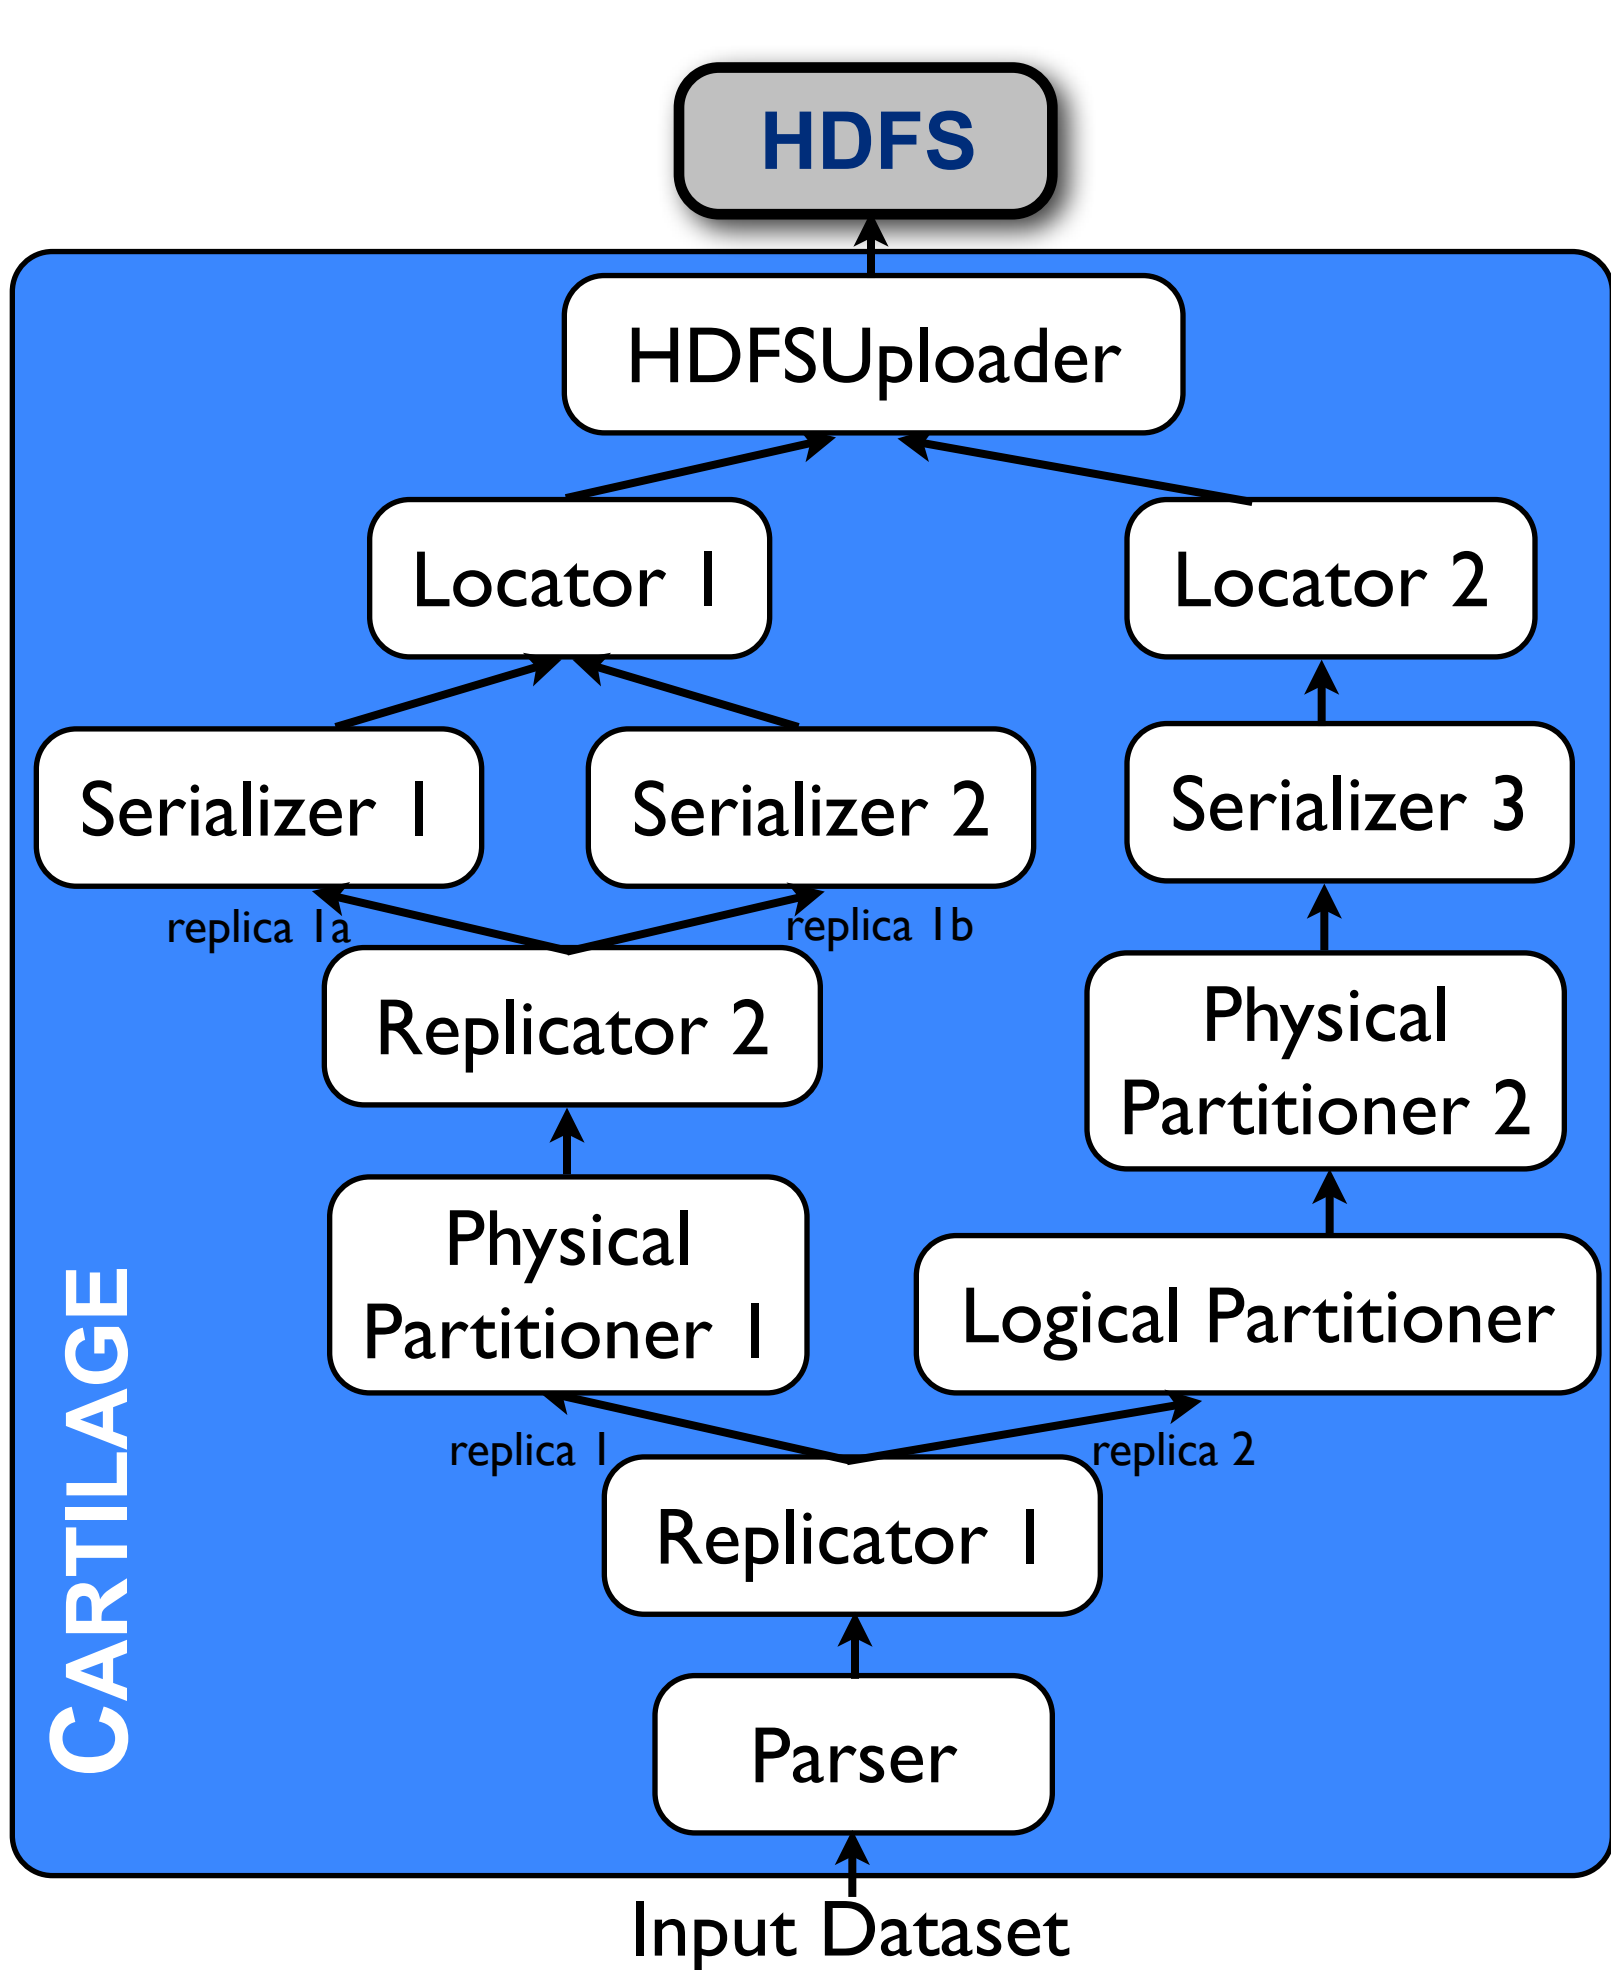 HDFS
HDFSUploader
Locator 1
Locator 2
Serializer 1
Serializer 2
Serializer 3
replica 1a
replica 1b
Replicator 2
Physical
Partitioner 2
Physical
Partitioner 1
Logical Partitioner
replica 1
replica 2
Replicator 1
Parser
CARTILAGE
Input Dataset